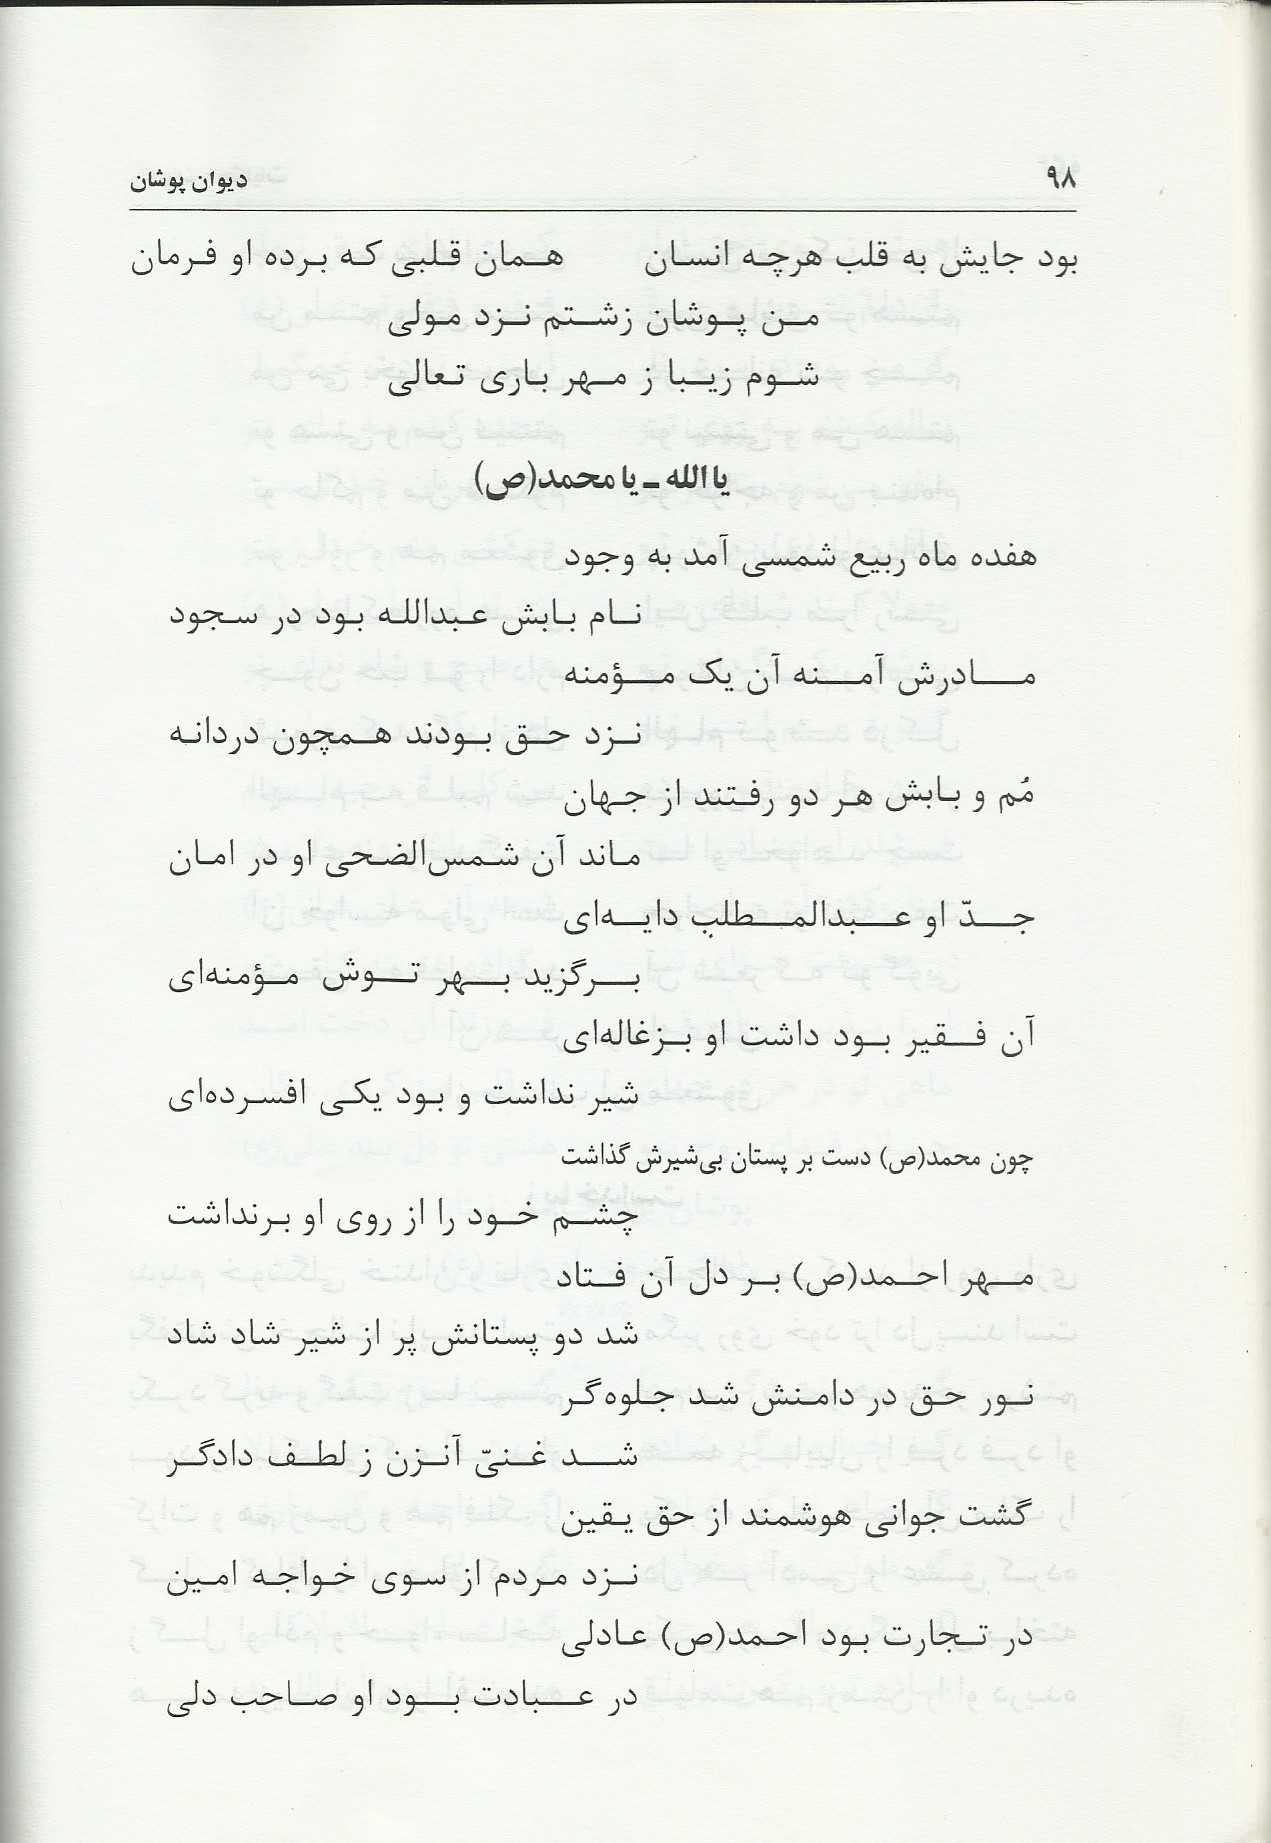 ۹۸ دیوان پوشان
بود جایش به قلب هرچه انسان همان قلبی که برده او فرمان
من پوشان زشتم نزد مولی
شوم زیبا ز مهر باری تعالی
یا الله ـ یا محمد(ص)
هفده ماه ربیع شمسی آمد به وجود
نام بابش عبدالله بود در سجود
مادرش آمنه آن یک مؤمنه
نزد حق بودند همچون دردانه
مُم و بابش هر دو رفتند از جهان
ماند آن شمس‌الضحی او در امان
جدّ او عبدالمطلب دایه‌ای
برگزید بهر توش مؤمنه‌ای
آن فقیر بود داشت او بزغاله‌ای
شیر نداشت و بود یکی افسرده‌ای
چون محمد(ص) دست بر پستان بی‌شیرش گذاشت
چشم خود را از روی او برنداشت
مهر احمد(ص) بر دل آن فتاد
شد دو پستانش پر از شیر شاد شاد
نور حق در دامنش شد جلوه‌گر
شد غنیّ آنزن ز لطف دادگر
گشت جوانی هوشمند از حق یقین
نزد مردم از سوی خواجه امین
در تجارت بود احمد(ص) عادلی
در عبادت بود او صاحب دلی